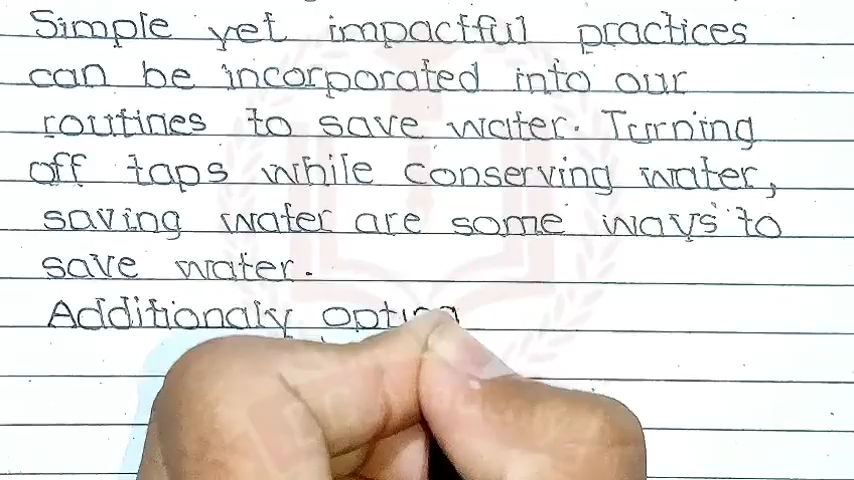 Simple yet impactful practices
can be incorporated into our
routines to save water. Turning
off taps while conserving water,
saving water are some ways to
save water.
Additionaly